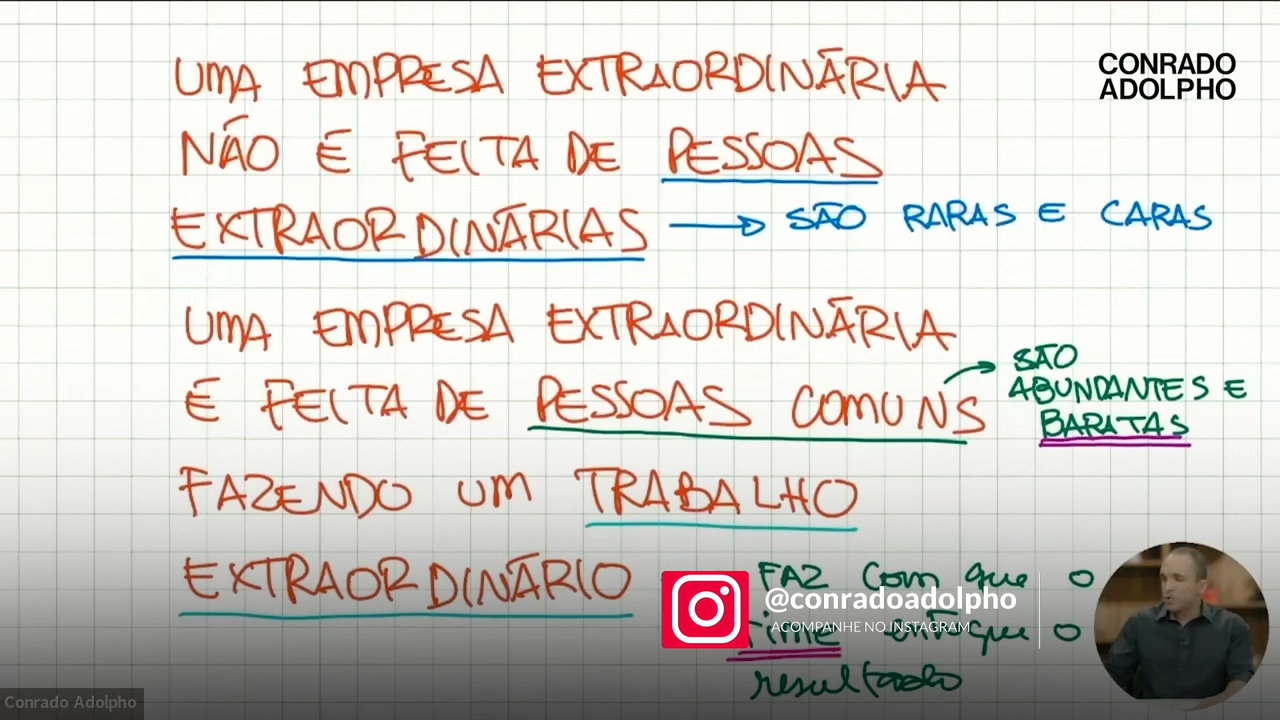 UMA EMPRESA EXTRAORDINÁRIA
CONRADO
ADOLPHO
NÃO É FEITA DE PESSOAS
EXTRAORDINÁRIAS → SÃO RARAS E CARAS
UMA EMPRESA EXTRAORDINÁRIA
É FEITA DE PESSOAS COMUNS → SÃO
ABUNDANTES E
BARATAS
FAZENDO UM TRABALHO
EXTRAORDINÁRIO
FAZ com que o
@conradoadolpho
ACOMPANHE NO INSTAGRAM
time que o
resultado
Conrado Adolpho